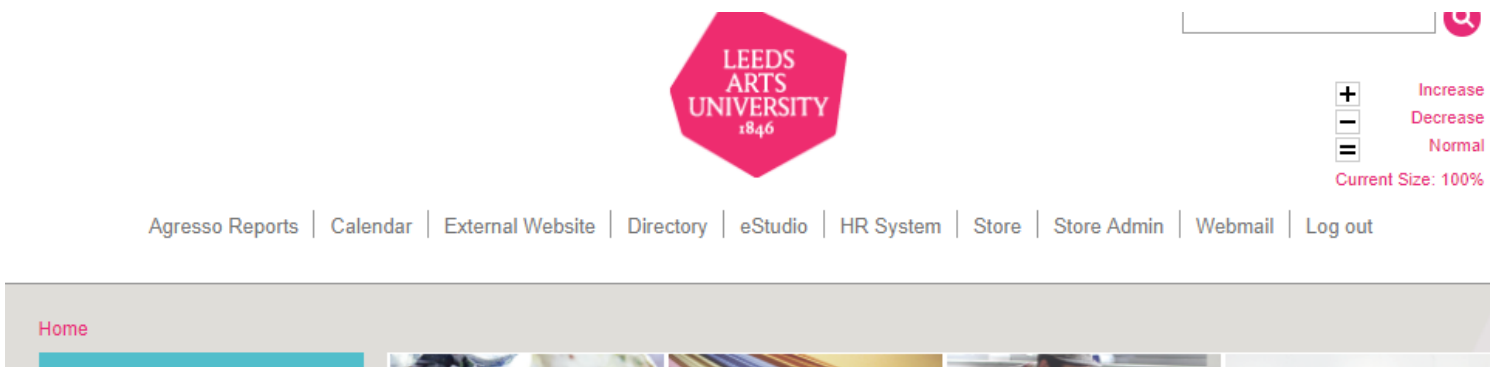 LEEDS
ARTS
UNIVERSITY
1846
+ Increase
− Decrease
= Normal
Current Size: 100%
Agresso Reports | Calendar | External Website | Directory | eStudio | HR System | Store | Store Admin | Webmail | Log out
Home